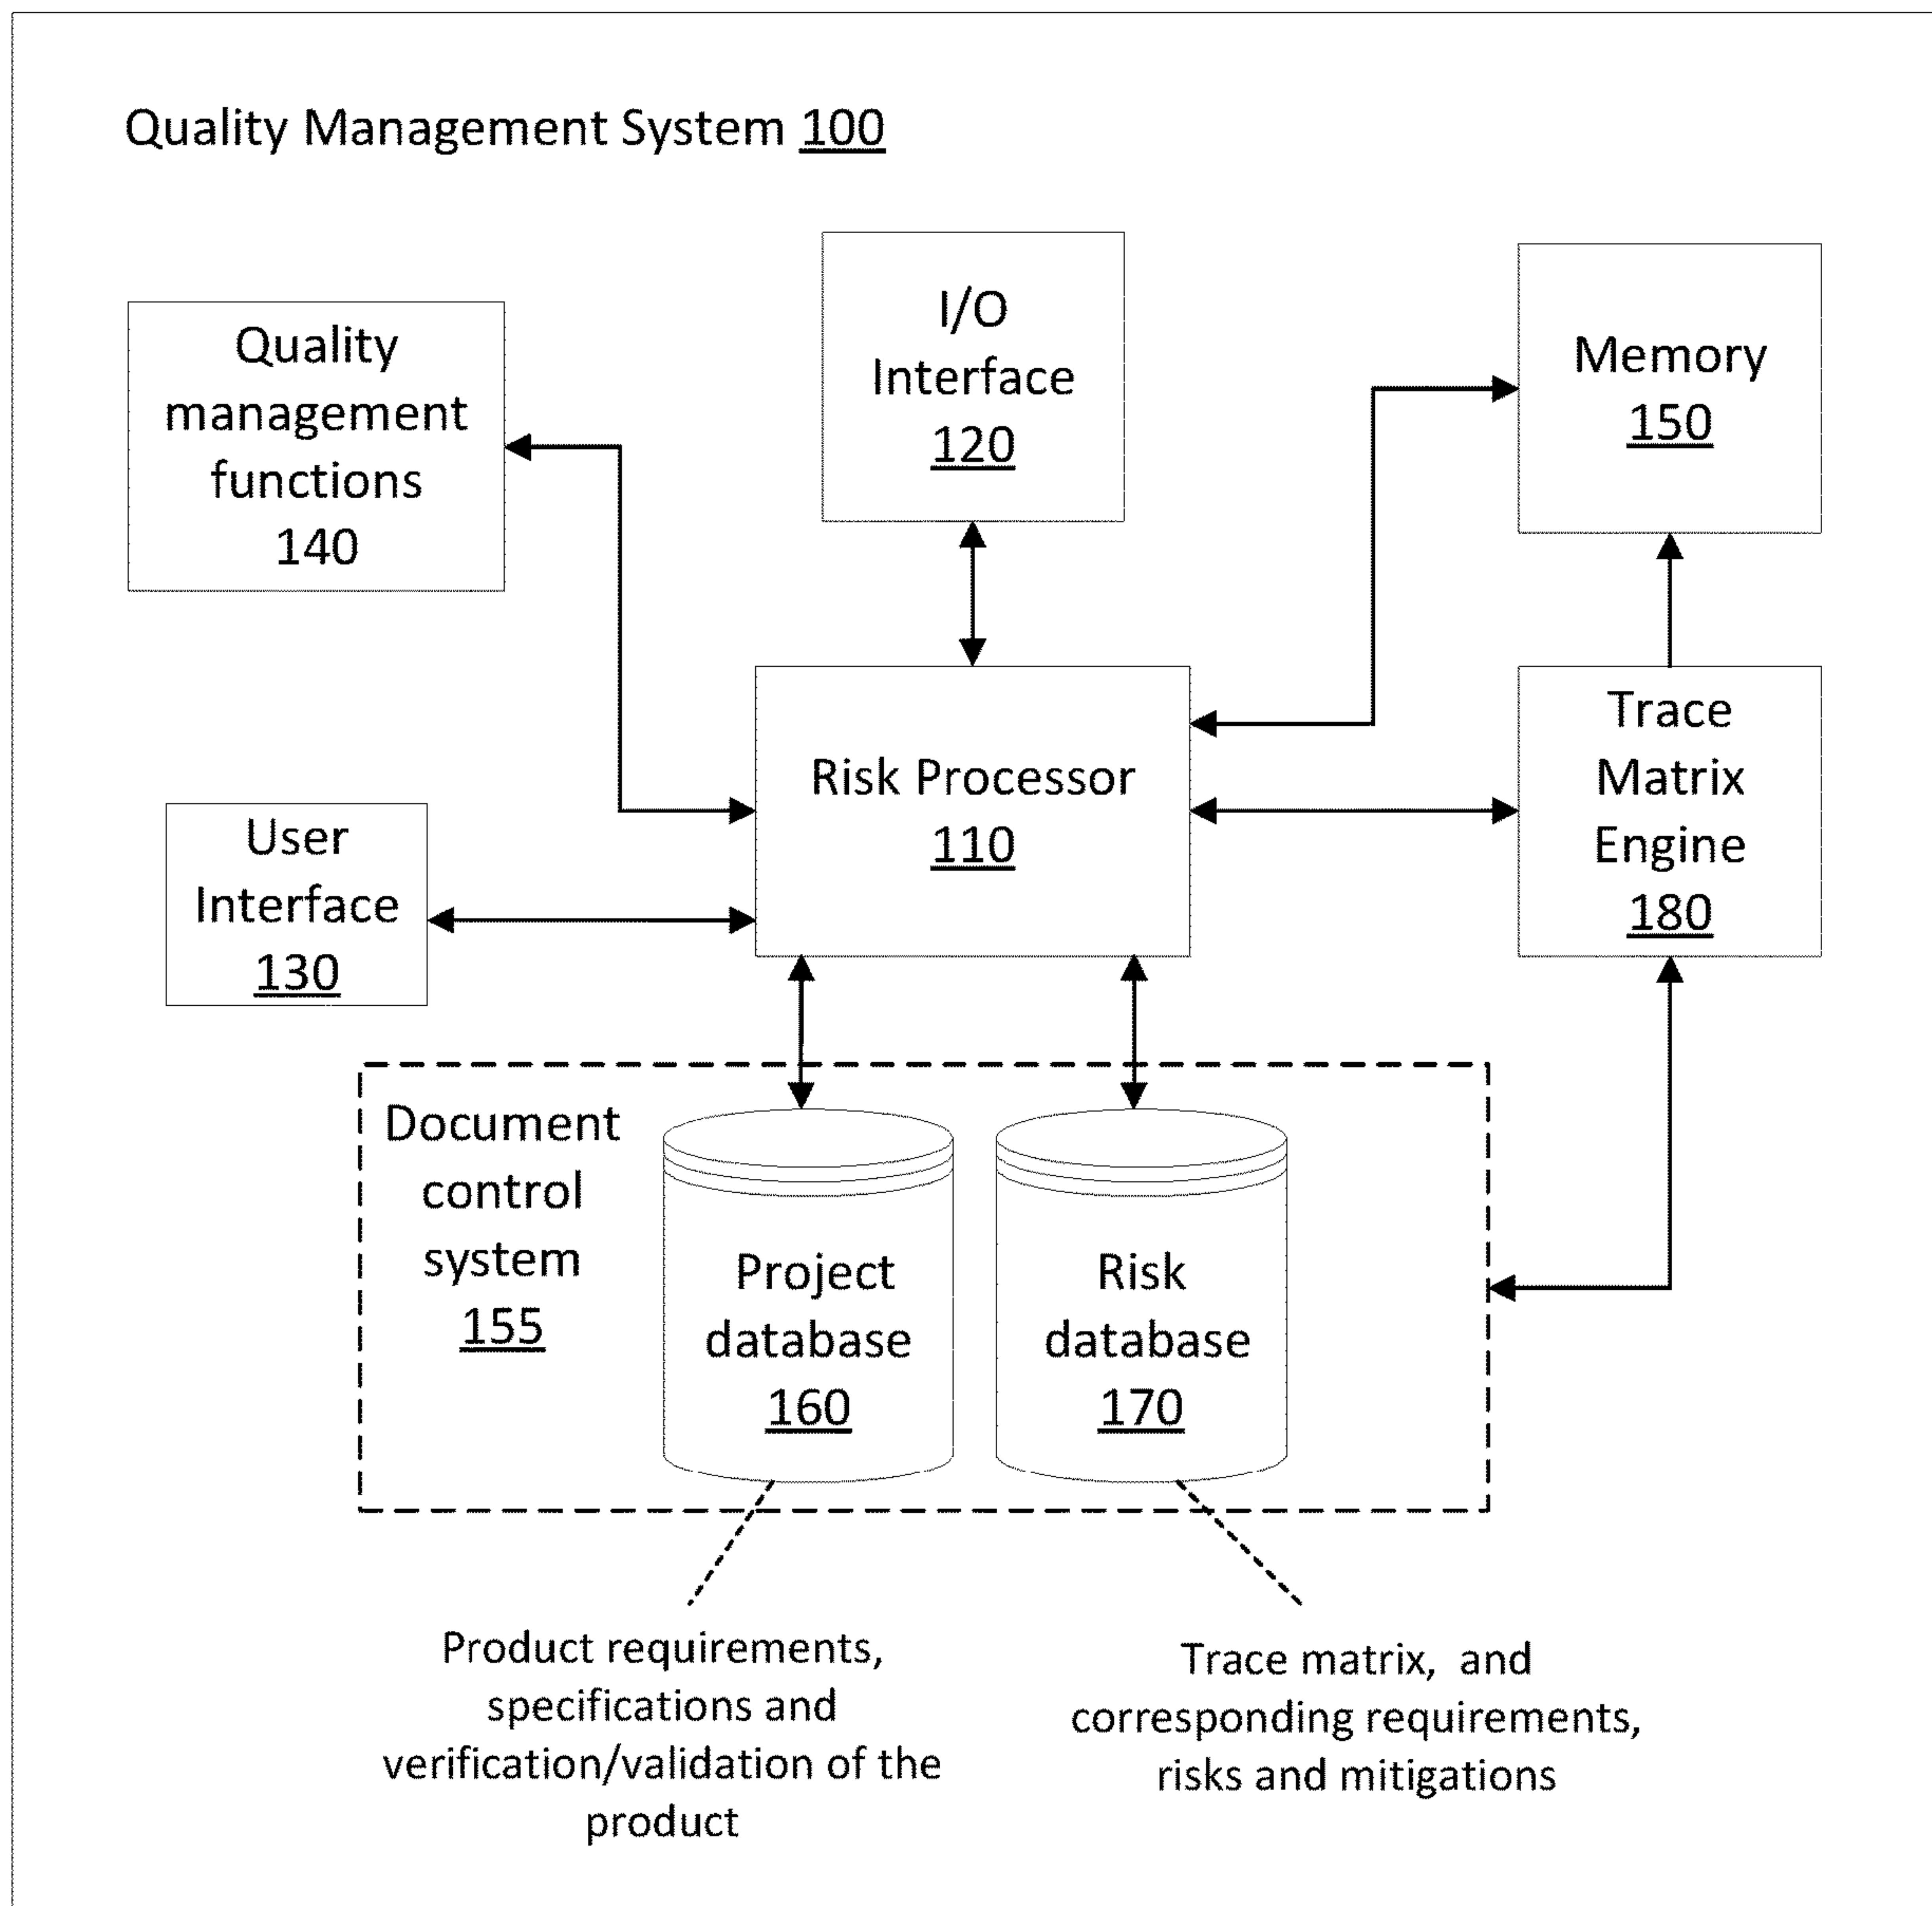 Quality Management System 100
Quality
management
functions
140
I/O
Interface
120
Memory
150
User
Interface
130
Risk Processor
110
Trace
Matrix
Engine
180
Document
control
system
155
Project
database
160
Risk
database
170
Product requirements,
specifications and
verification/validation of the
product
Trace matrix, and
corresponding requirements,
risks and mitigations